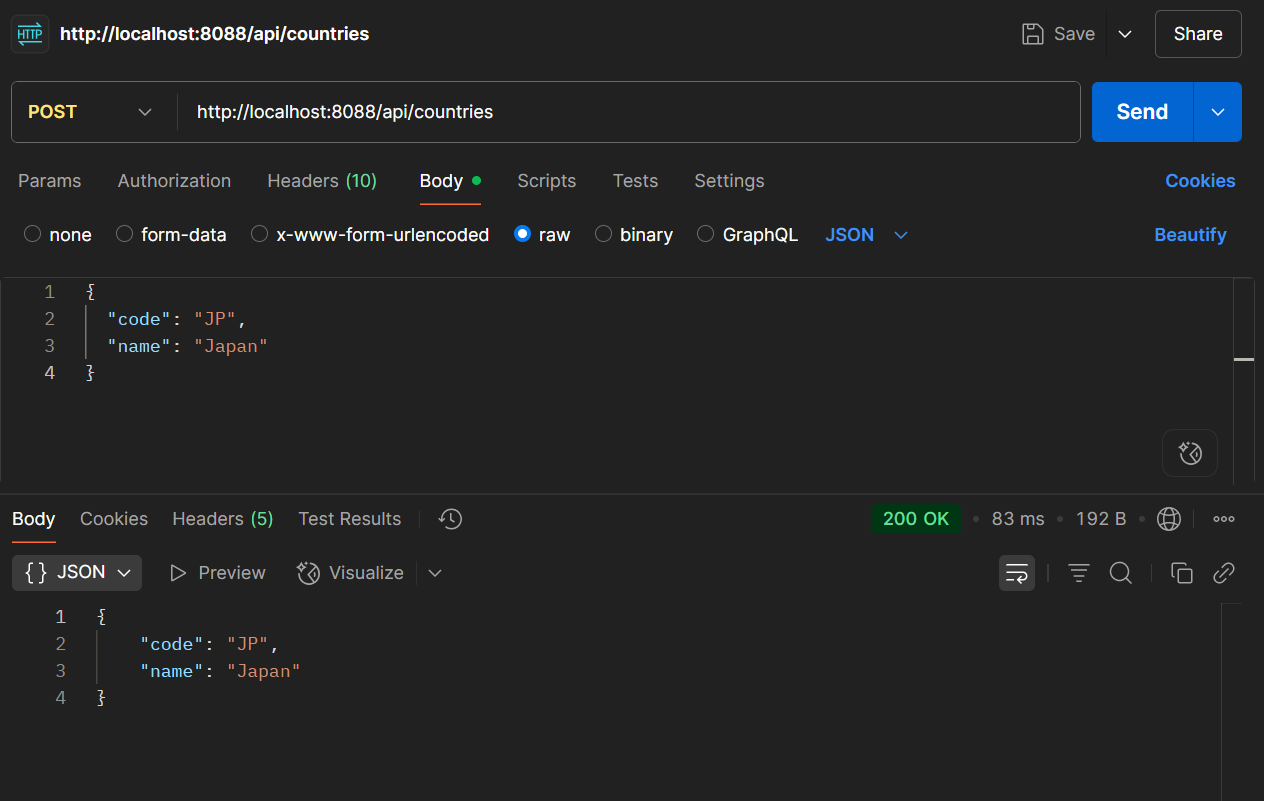 HTTP http://localhost:8088/api/countries Save Share
POST http://localhost:8088/api/countries Send
Params Authorization Headers (10) Body Scripts Tests Settings Cookies
none form-data x-www-form-urlencoded raw binary GraphQL JSON Beautify
1 {
2 "code": "JP",
3 "name": "Japan"
4 }
Body Cookies Headers (5) Test Results 200 OK • 83 ms • 192 B •
{} JSON Preview Visualize
1 {
2 "code": "JP",
3 "name": "Japan"
4 }